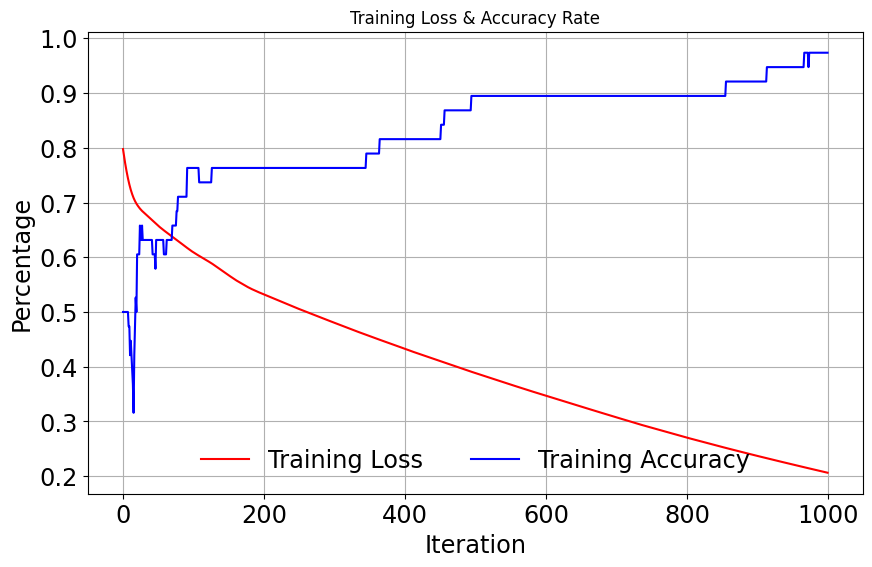 Training Loss & Accuracy Rate
Percentage
1.0
0.9
0.8
0.7
0.6
0.5
0.4
0.3
0.2
Training Loss
Training Accuracy
0 200 400 600 800 1000
Iteration